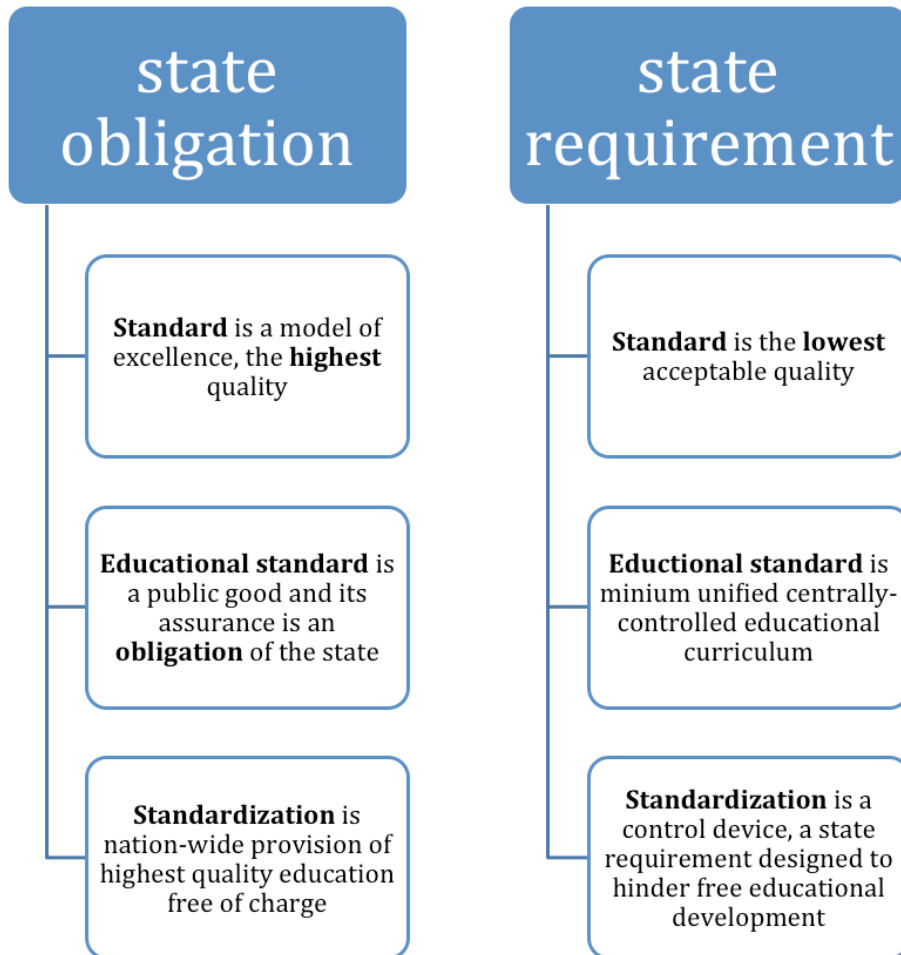 state
obligation
Standard is a model of
excellence, the highest
quality
Educational standard is
a public good and its
assurance is an
obligation of the state
Standardization is
nation-wide provision of
highest quality education
free of charge
state
requirement
Standard is the lowest
acceptable quality
Eductional standard is
minium unified centrally-
controlled educational
curriculum
Standardization is a
control device, a state
requirement designed to
hinder free educational
development